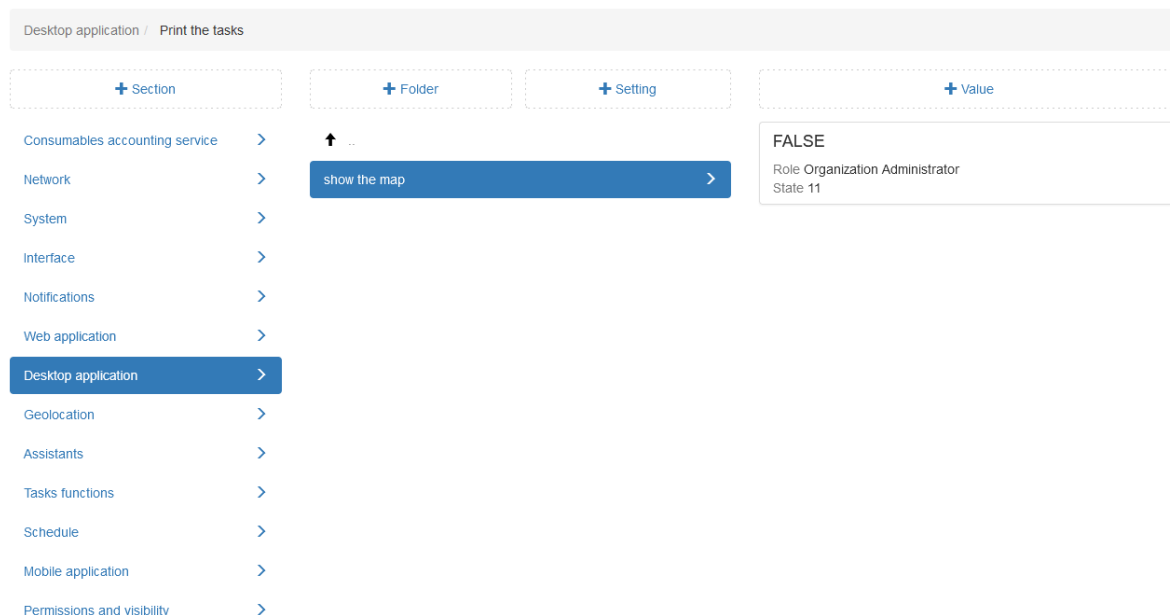 Desktop application / Print the tasks
+ Section
+ Folder
+ Setting
+ Value
Consumables accounting service
Network
System
Interface
Notifications
Web application
Desktop application
Geolocation
Assistants
Tasks functions
Schedule
Mobile application
Permissions and visibility
..
show the map
FALSE
Role Organization Administrator
State 11